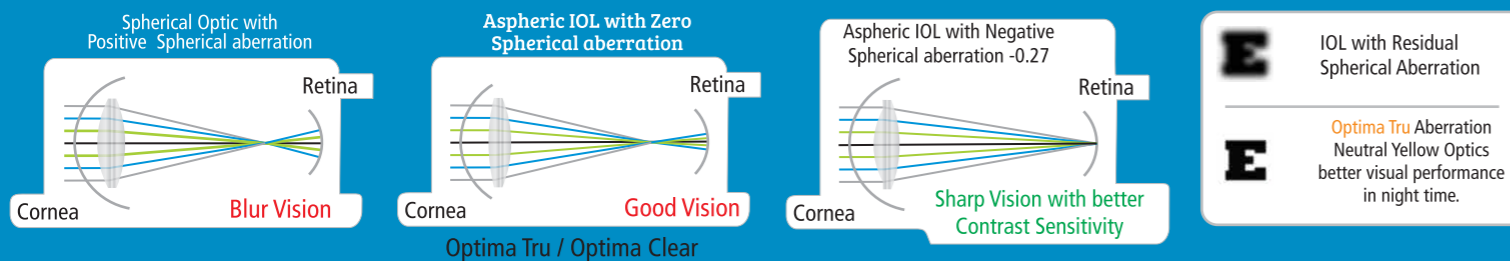 Spherical Optic with
Positive Spherical aberration
Retina
Cornea
Blur Vision
Aspheric IOL with Zero
Spherical aberration
Retina
Cornea
Good Vision
Optima Tru / Optima Clear
Aspheric IOL with Negative
Spherical aberration -0.27
Retina
Cornea
Sharp Vision with better
Contrast Sensitivity
E
IOL with Residual
Spherical Aberration
E
Optima Tru Aberration
Neutral Yellow Optics
better visual performance
in night time.